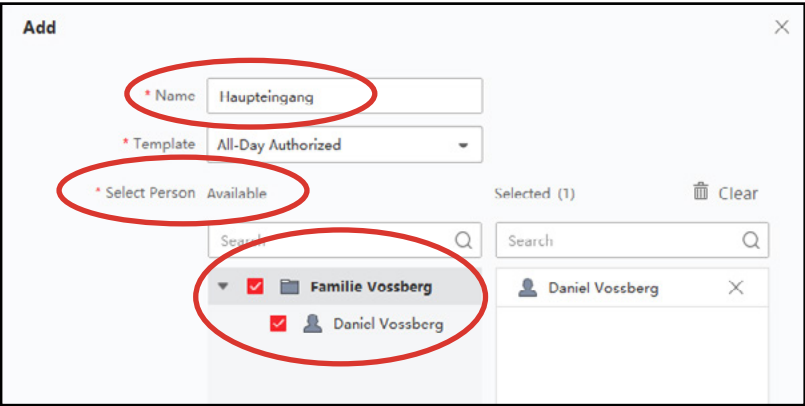 Add
* Name Haupteingang
* Template All-Day Authorized
* Select Person Available Selected (1) Clear
Search Search
Familie Vossberg Daniel Vossberg
Daniel Vossberg